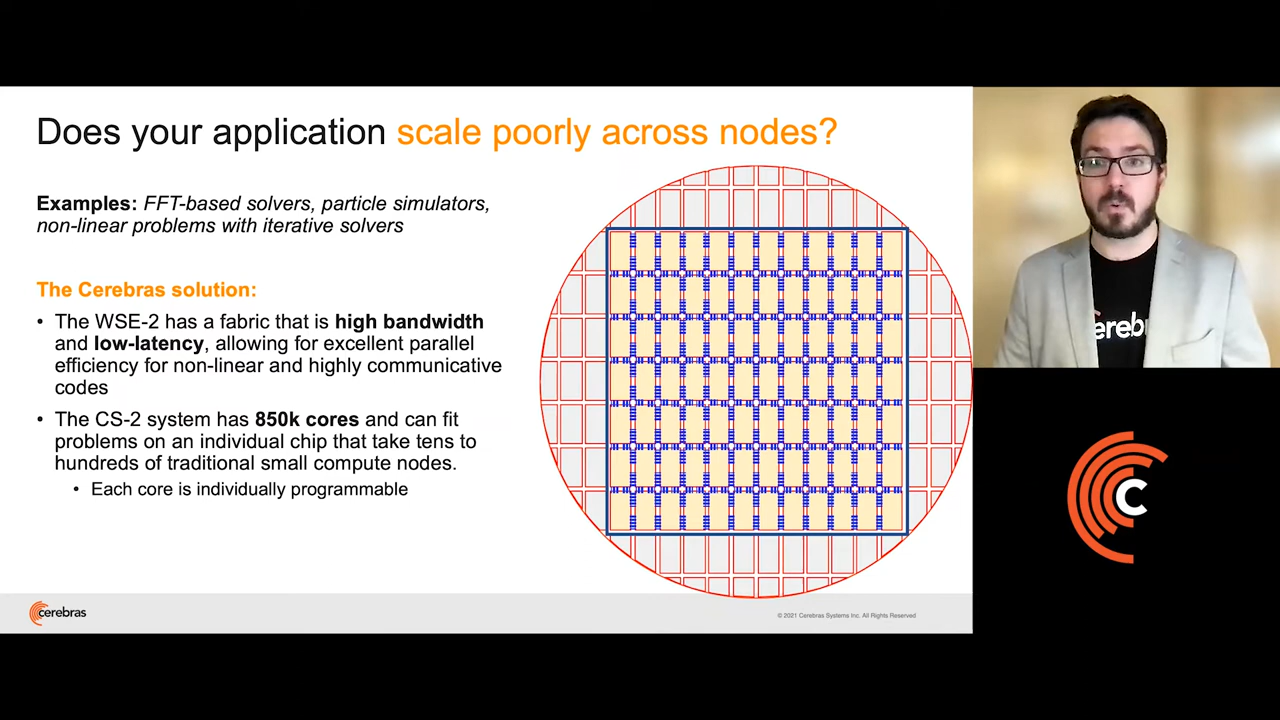 Does your application scale poorly across nodes?
Examples: FFT-based solvers, particle simulators,
non-linear problems with iterative solvers
The Cerebras solution:
• The WSE-2 has a fabric that is high bandwidth
and low-latency, allowing for excellent parallel
efficiency for non-linear and highly communicative
codes
• The CS-2 system has 850k cores and can fit
problems on an individual chip that take tens to
hundreds of traditional small compute nodes.
• Each core is individually programmable
cerebras
© 2021 Cerebras Systems Inc. All Rights Reserved
cereb
C